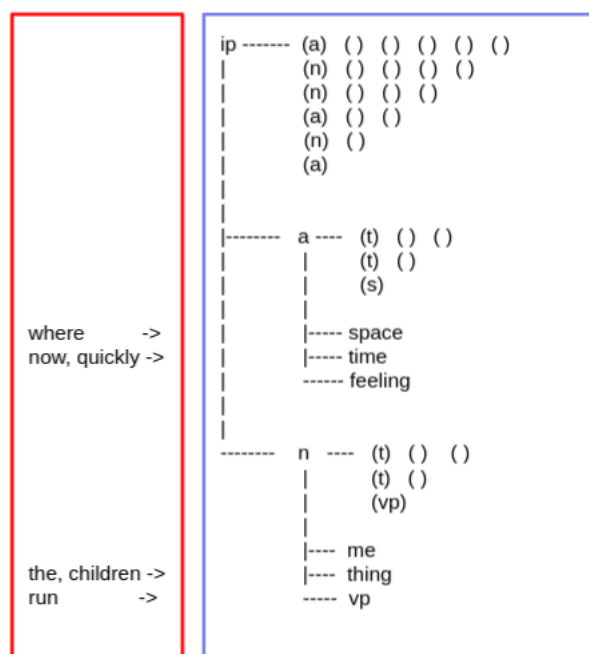 ip ------- (a) ( ) ( ) ( ) ( ) ( )
| (n) ( ) ( ) ( ) ( )
| (n) ( ) ( ) ( )
| (a) ( ) ( )
| (n) ( )
| (a)
|
|
|-------- a ---- (t) ( ) ( )
| | (t) ( )
| | (s)
| |
where -> | |----- space
now, quickly -> | |----- time
| ------ feeling
|
|
-------- n ---- (t) ( ) ( )
| (t) ( )
| (vp)
|
|---- me
the, children -> |---- thing
run -> ----- vp